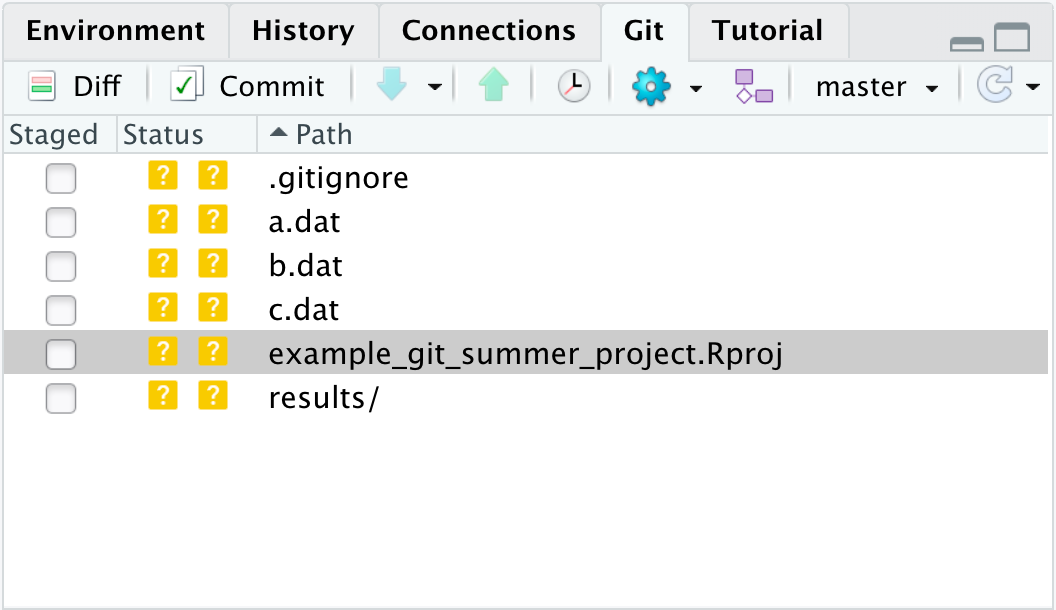 Environment History Connections Git Tutorial
Diff Commit master
Staged Status Path
? ? .gitignore
? ? a.dat
? ? b.dat
? ? c.dat
? ? example_git_summer_project.Rproj
? ? results/